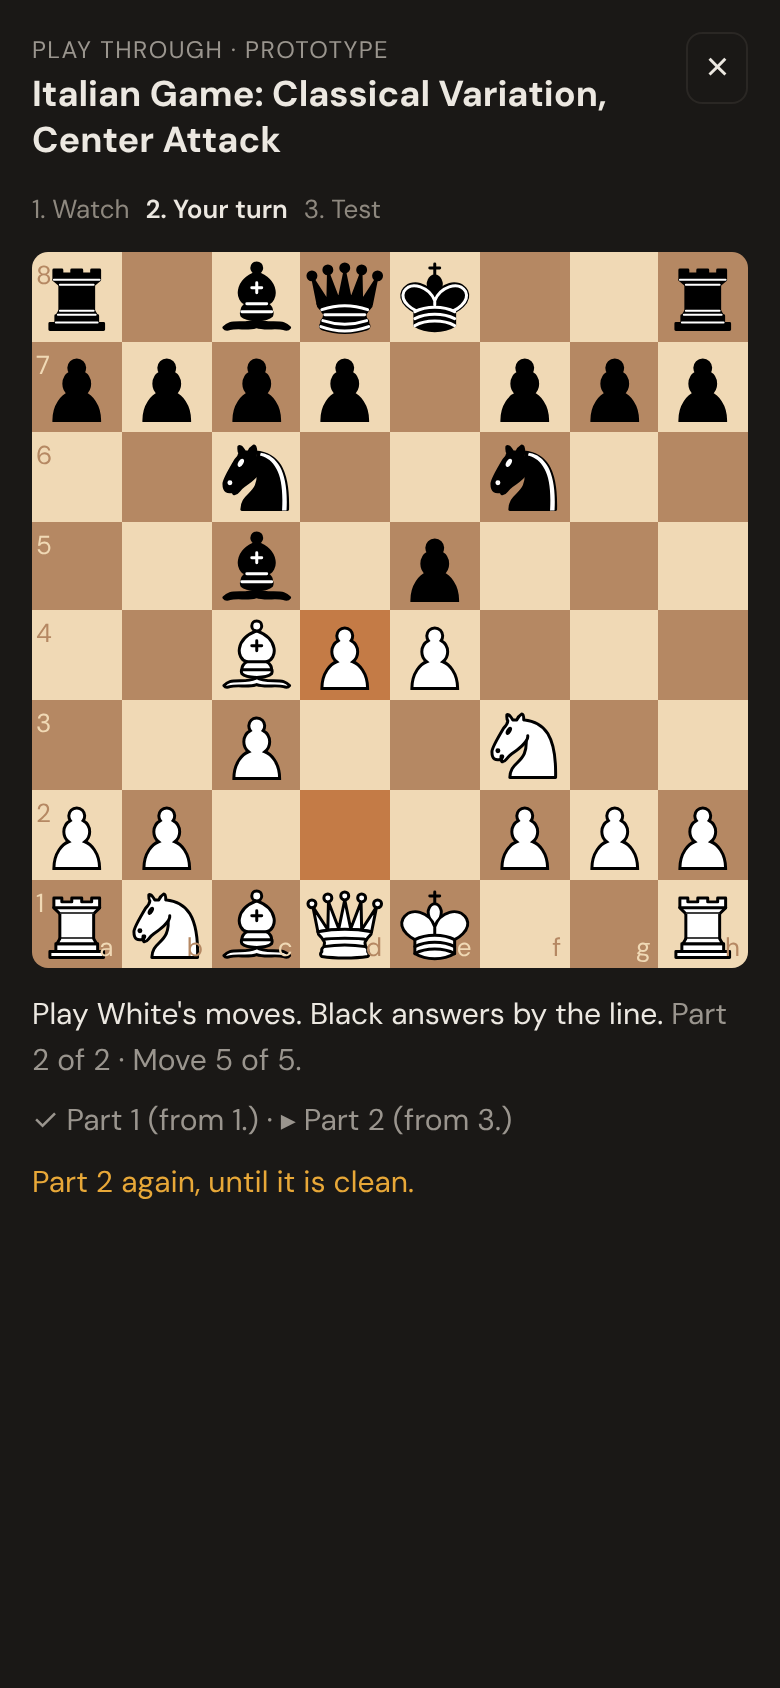 PLAY THROUGH · PROTOTYPE
×
Italian Game: Classical Variation,
Center Attack
1. Watch 2. Your turn 3. Test
8
7
6
5
4
3
2
1
a b c d e f g h
Play White's moves. Black answers by the line. Part
2 of 2 · Move 5 of 5.
✓ Part 1 (from 1.) · ▸ Part 2 (from 3.)
Part 2 again, until it is clean.